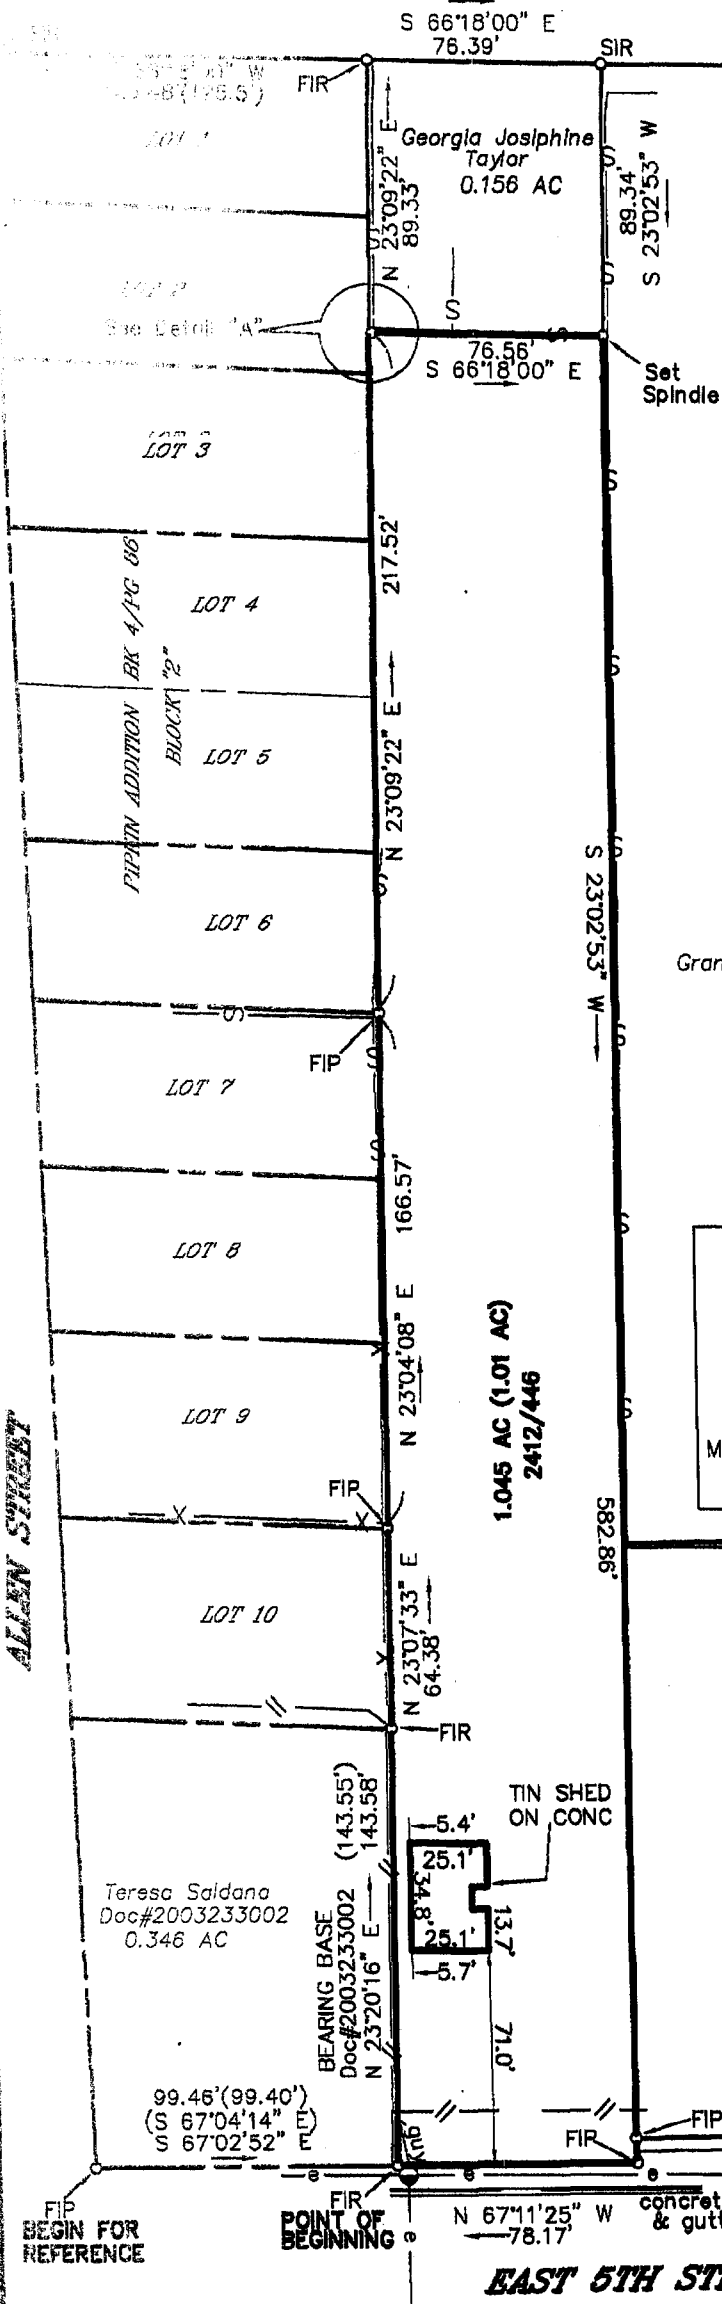 S 66°18'00" E
76.39'
FIR
SIR
LOT 1
Georgia Josiphine
Taylor
0.156 AC
N 23°09'22" E
89.33'
89.34'
S 23°02'53" W
LOT 2
See Detail "A"
S
76.56'
S 66°18'00" E
Set
Spindle
LOT 3
217.52'
N 23°09'22" E
LOT 4
PIPKIN ADDITION BK 4/PG 86
BLOCK "2"
LOT 5
S 23°02'53" W
LOT 6
Gran
FIP
LOT 7
166.57'
N 23°04'08" E
LOT 8
1.045 AC (1.01 AC)
2412/446
LOT 9
M
ALLEN STREET
FIP
582.86'
LOT 10
N 23°07'33" E
64.38'
FIR
TIN SHED
ON CONC
(143.55')
143.58'
5.4'
25.1'
34.8'
13.7'
25.1'
5.7'
Teresa Saldana
Doc#2003233002
0.346 AC
BEARING BASE
Doc#2003233002
N 23°20'16" E
71.0'
99.46'(99.40')
(S 67°04'14" E)
S 67°02'52" E
guy
FIP
FIP
e
e
e
e
FIP
BEGIN FOR
REFERENCE
FIR
POINT OF
BEGINNING
N 67°11'25" W
78.17'
concret
& gutt
EAST 5TH ST